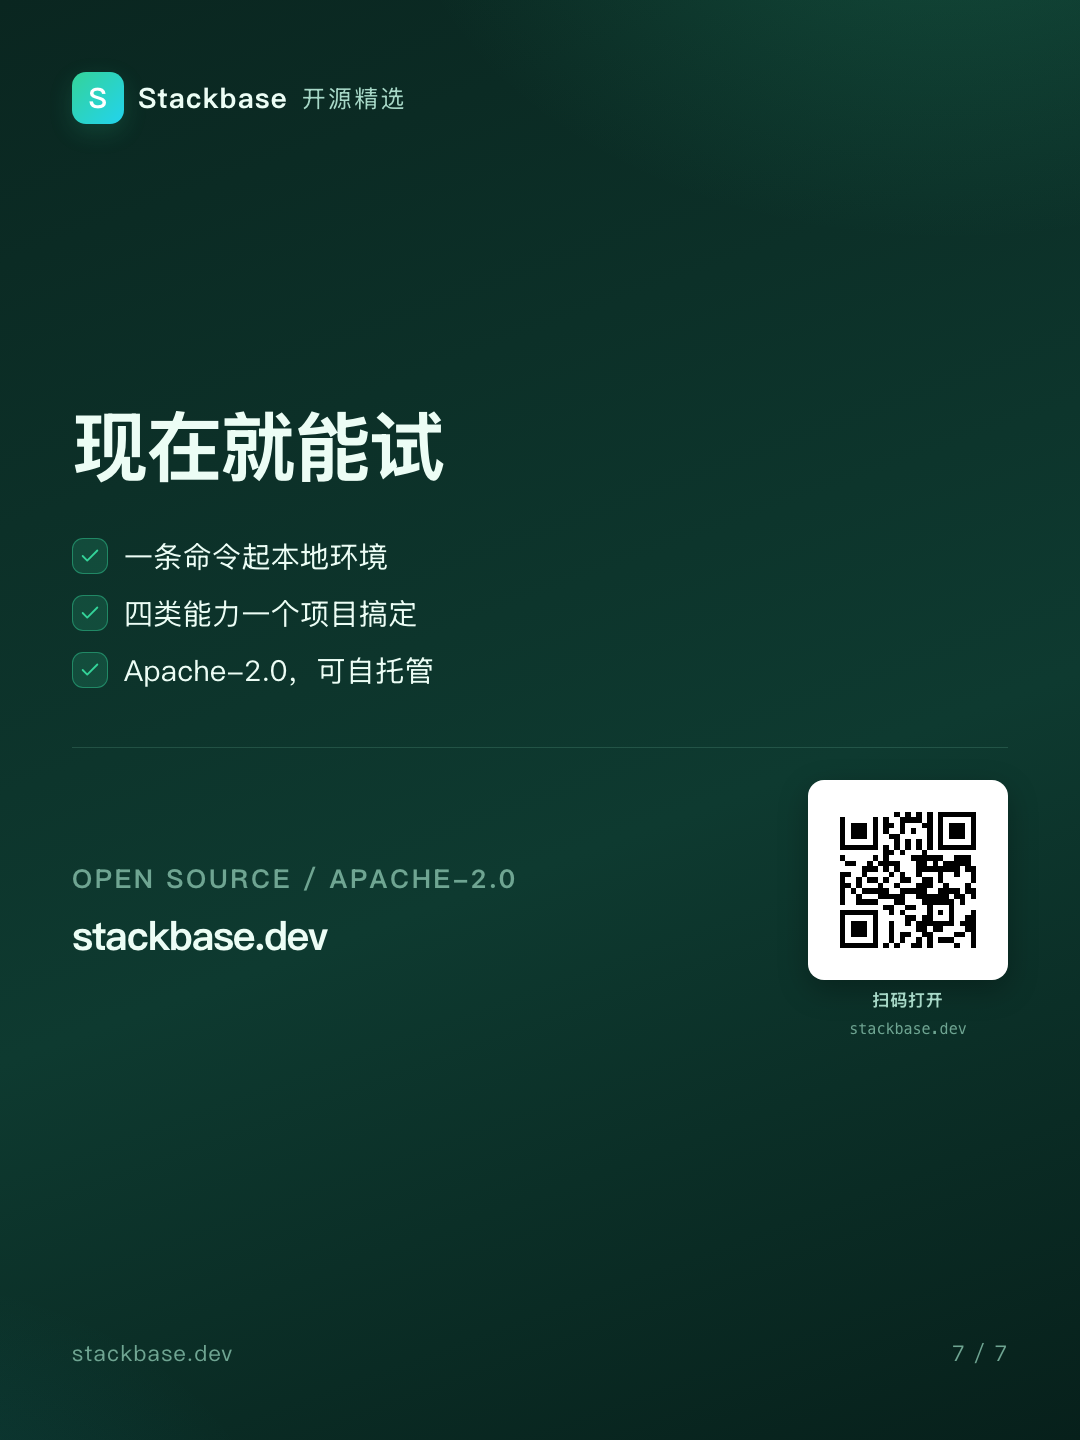 S Stackbase 开源精选
现在就能试
一条命令起本地环境
四类能力一个项目搞定
Apache-2.0，可自托管
OPEN SOURCE / APACHE-2.0
stackbase.dev
扫码打开
stackbase.dev
stackbase.dev
7 / 7